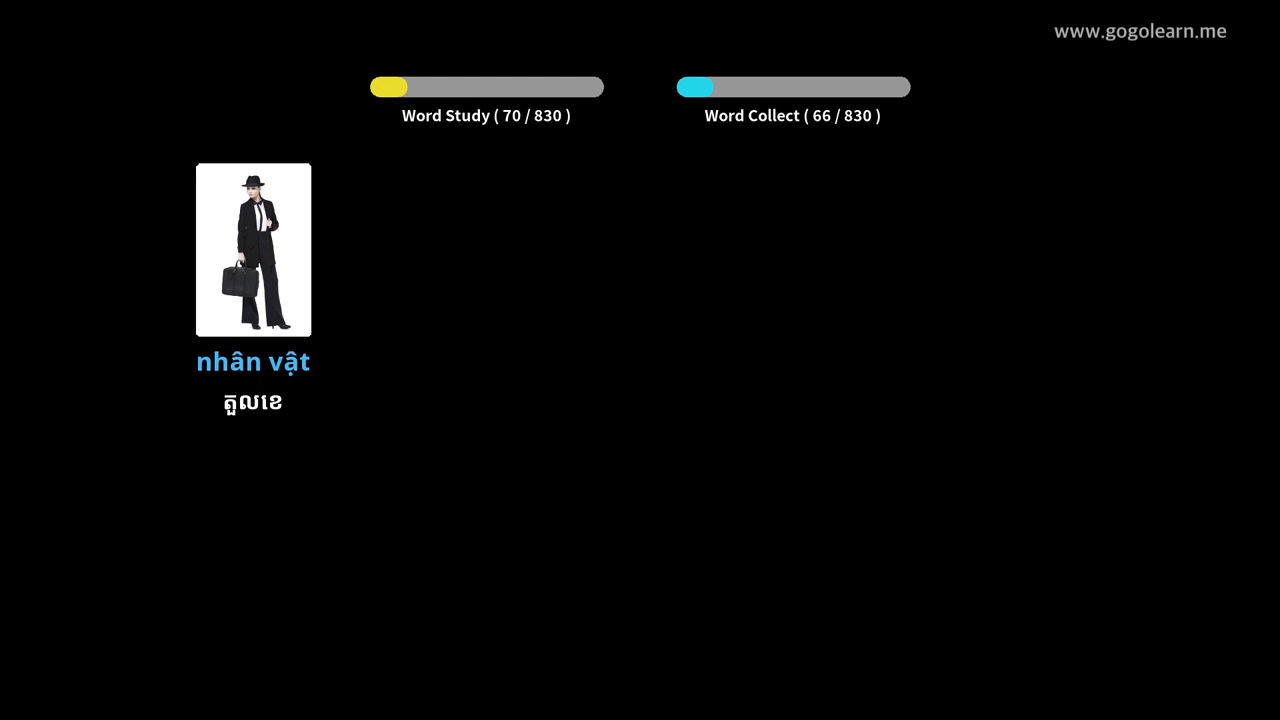 www.gogolearn.me
Word Study ( 70 / 830 )
Word Collect ( 66 / 830 )
nhân vật
តួលខេ